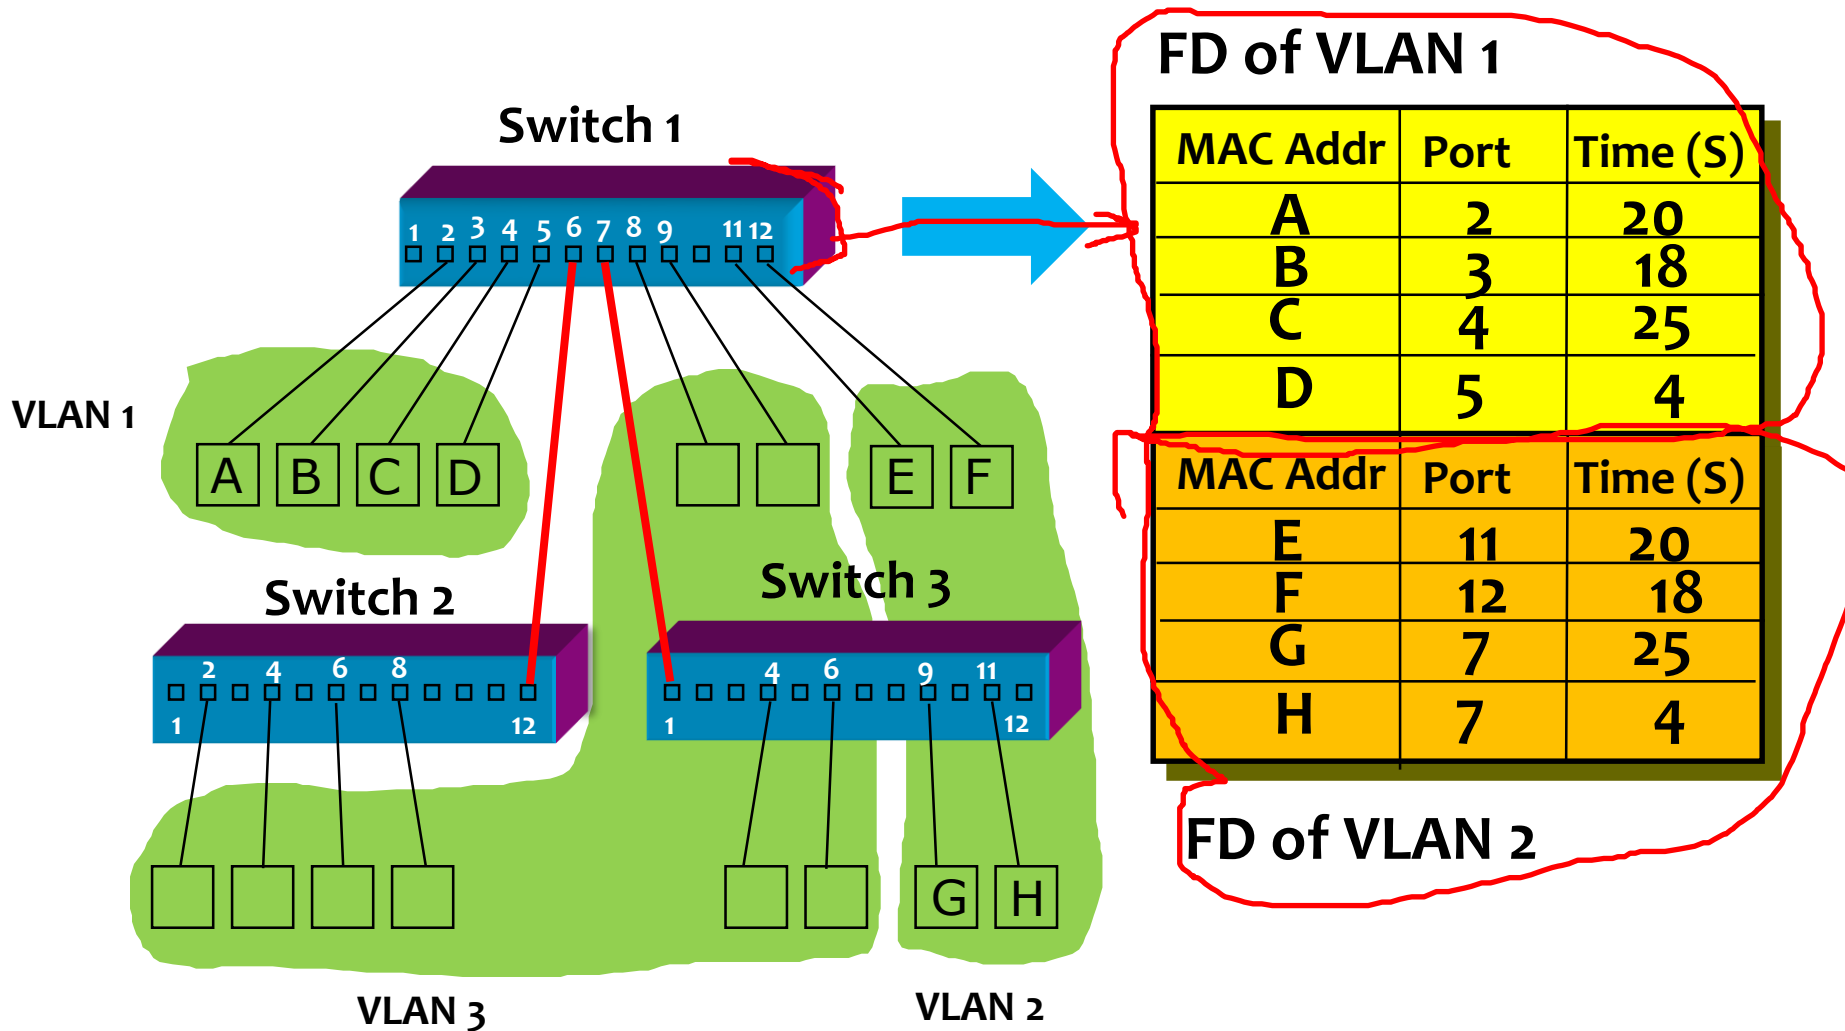 FD of VLAN 1
Switch 1
1 2 3 4 5 6 7 8 9 11 12
VLAN 1
A B C D
E F
Switch 2
2 4 6 8
1 12
Switch 3
4 6 9 11
1 12
G H
VLAN 3
VLAN 2
MAC Addr Port Time (S)
A 2 20
B 3 18
C 4 25
D 5 4
MAC Addr Port Time (S)
E 11 20
F 12 18
G 7 25
H 7 4
FD of VLAN 2